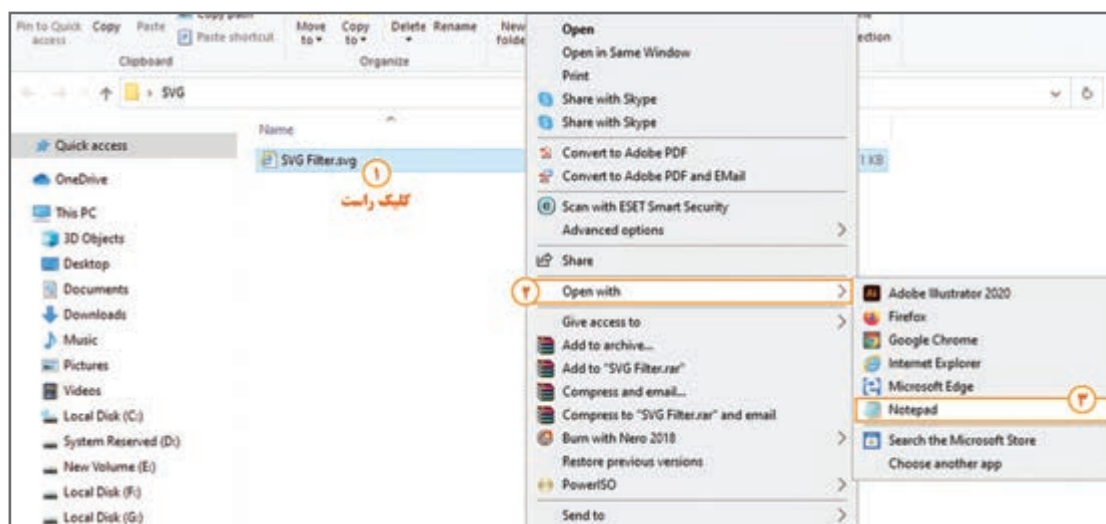 Pin to Quick access
Copy
Paste
Copy path
Paste shortcut
Clipboard
Move to
Copy to
Delete
Rename
Organize
New
folde
ection
SVG
Name
Quick access
OneDrive
This PC
3D Objects
Desktop
Documents
Downloads
Music
Pictures
Videos
Local Disk (C:)
System Reserved (D:)
New Volume (E:)
Local Disk (F:)
Local Disk (G:)
SVG Filter.svg
1 KB
۱
کلیک راست
Open
Open in Same Window
Print
Share with Skype
Share with Skype
Convert to Adobe PDF
Convert to Adobe PDF and EMail
Scan with ESET Smart Security
Advanced options
Share
۲
Open with
Give access to
Add to archive...
Add to "SVG Filter.rar"
Compress and email...
Compress to "SVG Filter.rar" and email
Burn with Nero 2018
Restore previous versions
PowerISO
Send to
Adobe Illustrator 2020
Firefox
Google Chrome
Internet Explorer
Microsoft Edge
Notepad
۳
Search the Microsoft Store
Choose another app